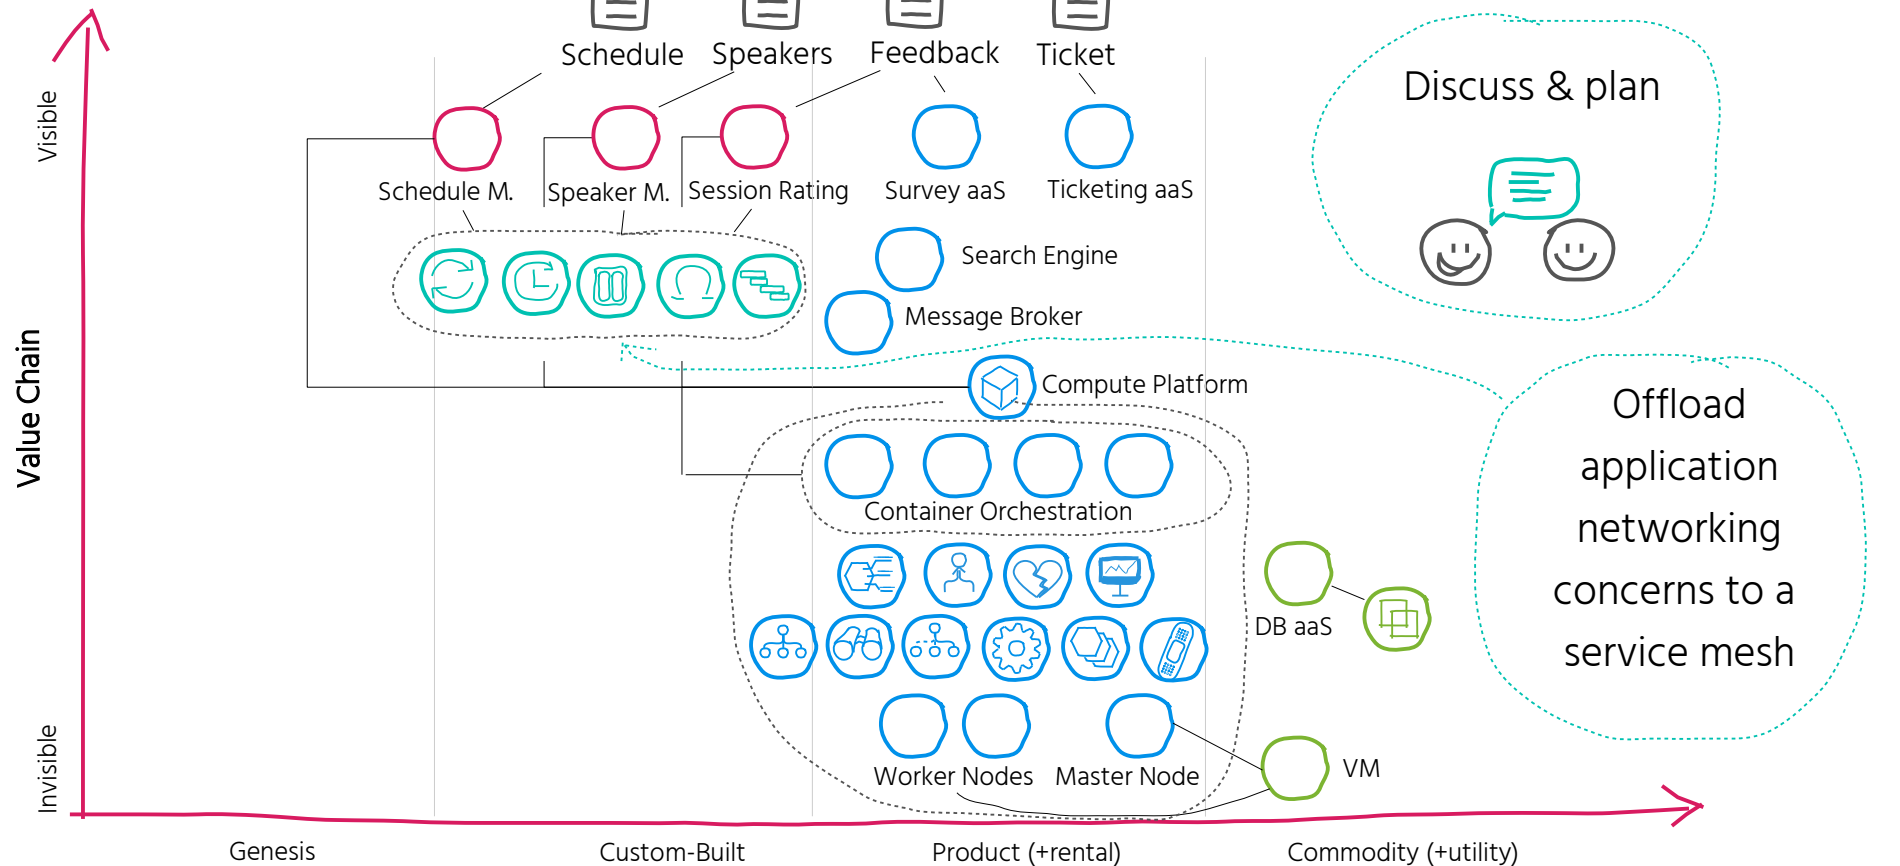 Schedule
Speakers
Feedback
Ticket
Discuss & plan
Visible
Schedule M.
Speaker M.
Session Rating
Survey aaS
Ticketing aaS
Search Engine
Message Broker
Value Chain
Compute Platform
Offload
application
networking
concerns to a
service mesh
Container Orchestration
DB aaS
Invisible
Worker Nodes
Master Node
VM
Genesis
Custom-Built
Product (+rental)
Commodity (+utility)